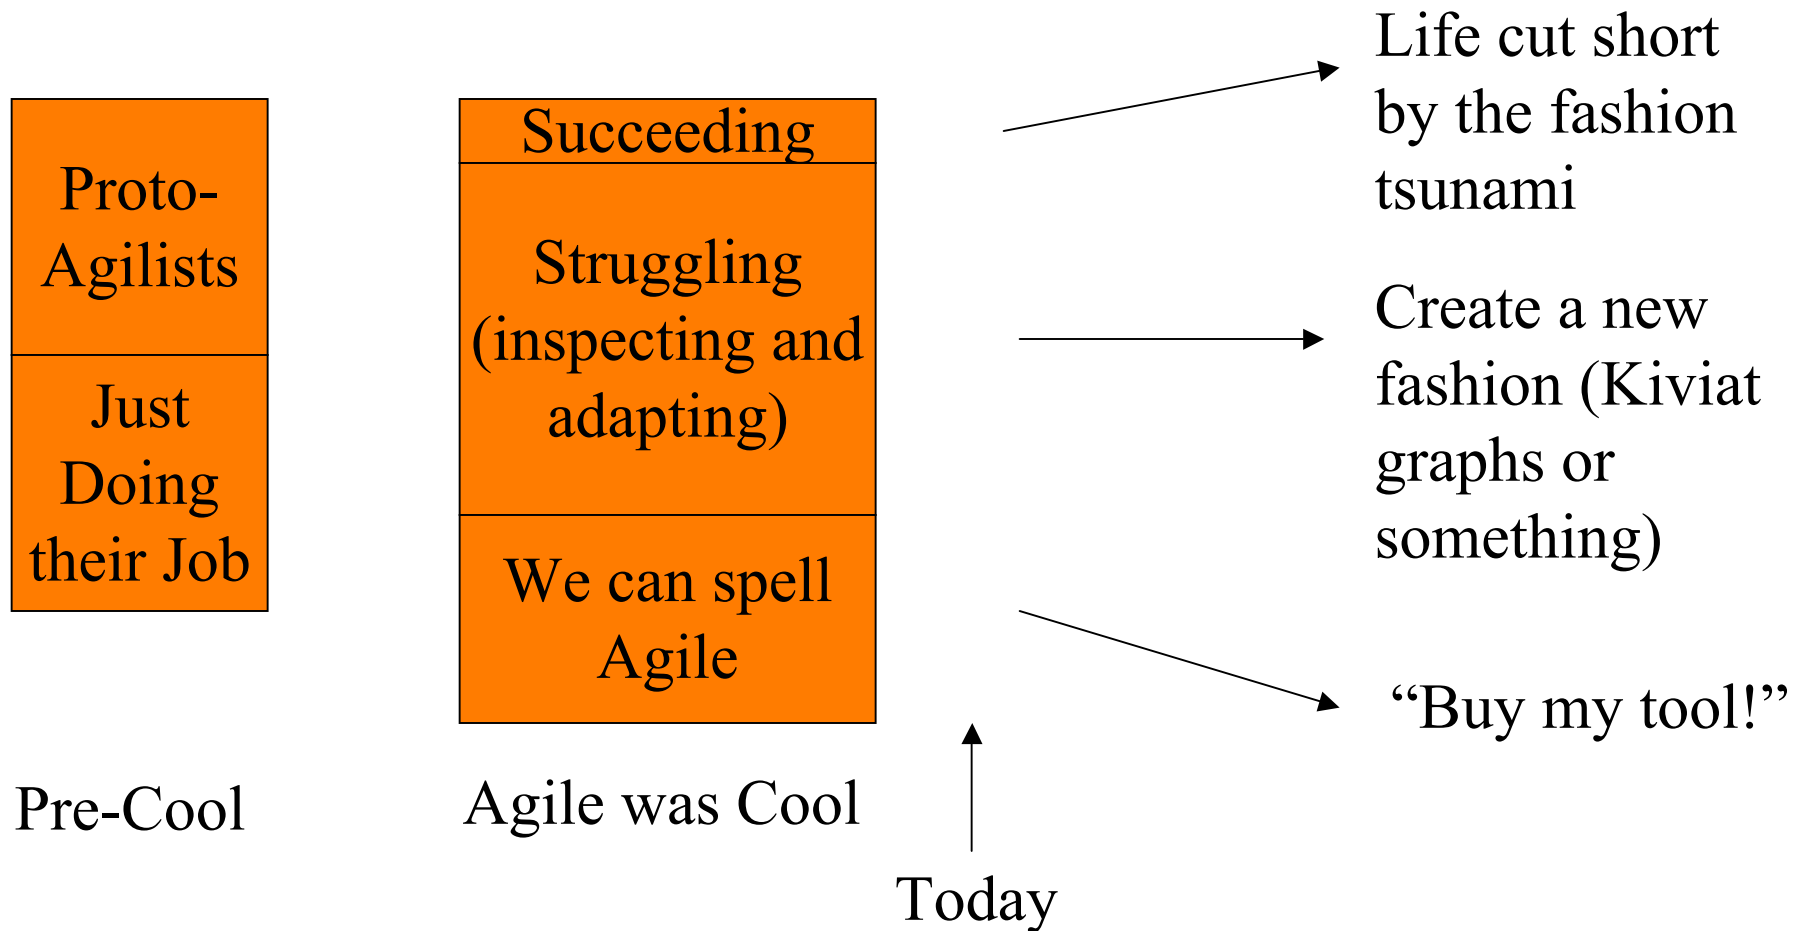 Proto-
Agilists
Just
Doing
their Job
Pre-Cool
Succeeding
Struggling
(inspecting and
adapting)
We can spell
Agile
Agile was Cool
Today
Life cut short
by the fashion
tsunami
Create a new
fashion (Kiviat
graphs or
something)
“Buy my tool!”